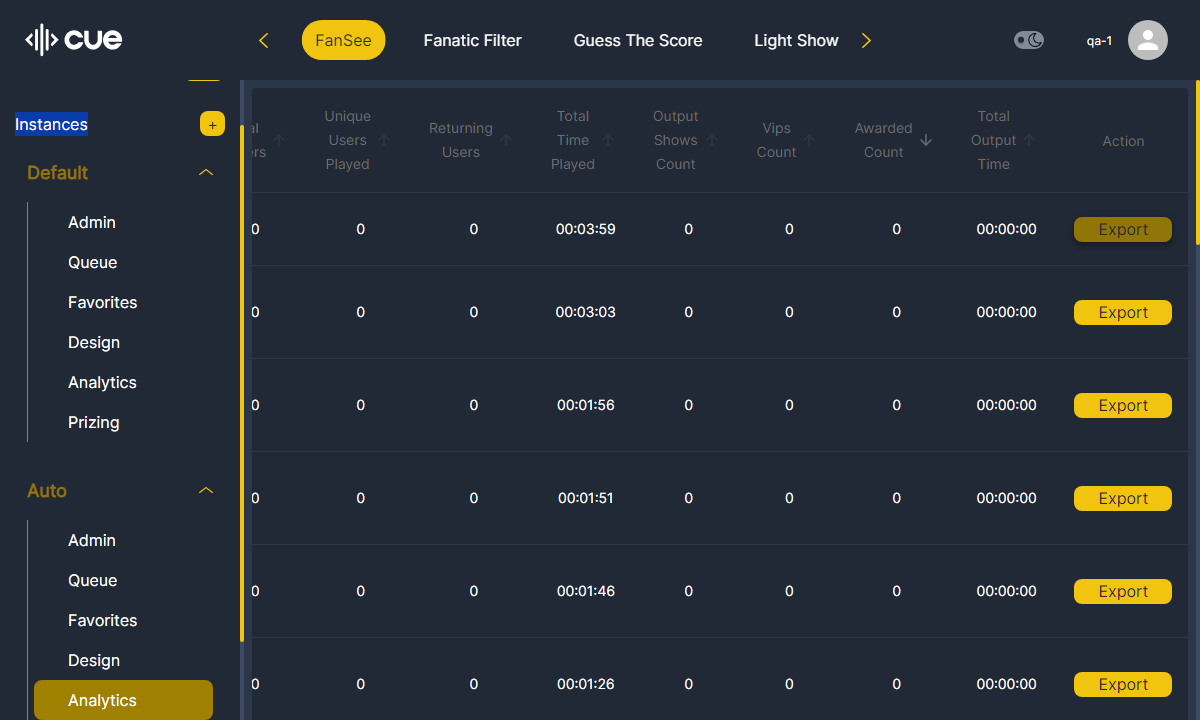 cue
FanSee
Fanatic Filter
Guess The Score
Light Show
qa-1
Instances
+
Default
Admin
Queue
Favorites
Design
Analytics
Prizing
Auto
Admin
Queue
Favorites
Design
Analytics
Unique
Users
Played
Returning
Users
Total
Time
Played
Output
Shows
Count
Vips
Count
Awarded
Count
Total
Output
Time
Action
0 0 0 00:03:59 0 0 0 00:00:00 Export
0 0 0 00:03:03 0 0 0 00:00:00 Export
0 0 0 00:01:56 0 0 0 00:00:00 Export
0 0 0 00:01:51 0 0 0 00:00:00 Export
0 0 0 00:01:46 0 0 0 00:00:00 Export
0 0 0 00:01:26 0 0 0 00:00:00 Export